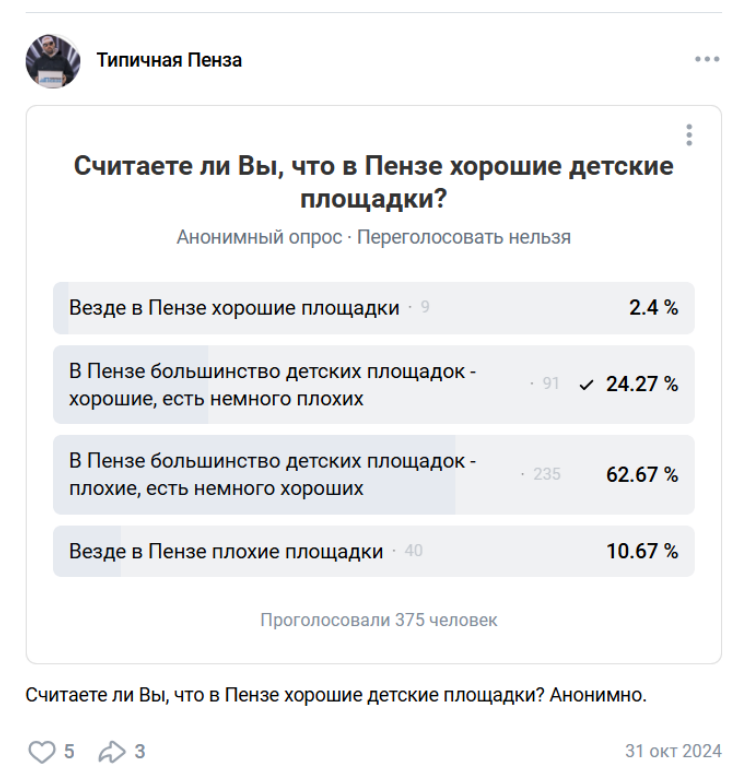 Типичная Пенза
Считаете ли Вы, что в Пензе хорошие детские
площадки?
Анонимный опрос · Переголосовать нельзя
Везде в Пензе хорошие площадки · 9 2.4 %
В Пензе большинство детских площадок -
хорошие, есть немного плохих · 91 24.27 %
В Пензе большинство детских площадок -
плохие, есть немного хороших · 235 62.67 %
Везде в Пензе плохие площадки · 40 10.67 %
Проголосовали 375 человек
Считаете ли Вы, что в Пензе хорошие детские площадки? Анонимно.
5 3 31 окт 2024